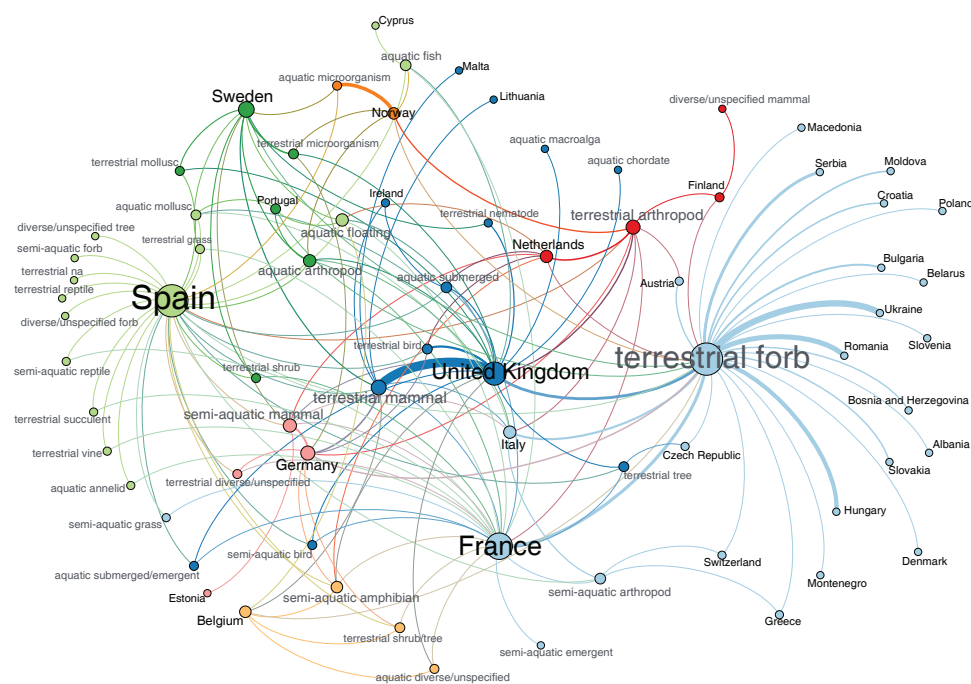 Cyprus
aquatic fish
Malta
aquatic microorganism
Lithuania
Sweden
Norway
diverse/unspecified mammal
Macedonia
terrestrial microorganism
aquatic macroalga
aquatic chordate
terrestrial mollusc
Serbia
Moldova
Ireland
Finland
Croatia
Portugal
Poland
aquatic mollusc
terrestrial nematode
terrestrial arthropod
diverse/unspecified tree
aquatic floating
terrestrial grass
Netherlands
semi-aquatic forb
Bulgaria
terrestrial na
aquatic arthropod
aquatic submerged
Belarus
terrestrial reptile
Austria
Spain
Ukraine
diverse/unspecified forb
terrestrial bird
Romania
Slovenia
terrestrial forb
semi-aquatic reptile
terrestrial shrub
United Kingdom
terrestrial mammal
Bosnia and Herzegovina
terrestrial succulent
semi-aquatic mammal
Italy
Albania
terrestrial vine
Czech Republic
Germany
Slovakia
terrestrial diverse/unspecified
terrestrial tree
aquatic annelid
Hungary
semi-aquatic grass
France
semi-aquatic bird
Switzerland
Denmark
aquatic submerged/emergent
Montenegro
semi-aquatic arthropod
Estonia
semi-aquatic amphibian
Belgium
Greece
terrestrial shrub/tree
semi-aquatic emergent
aquatic diverse/unspecified